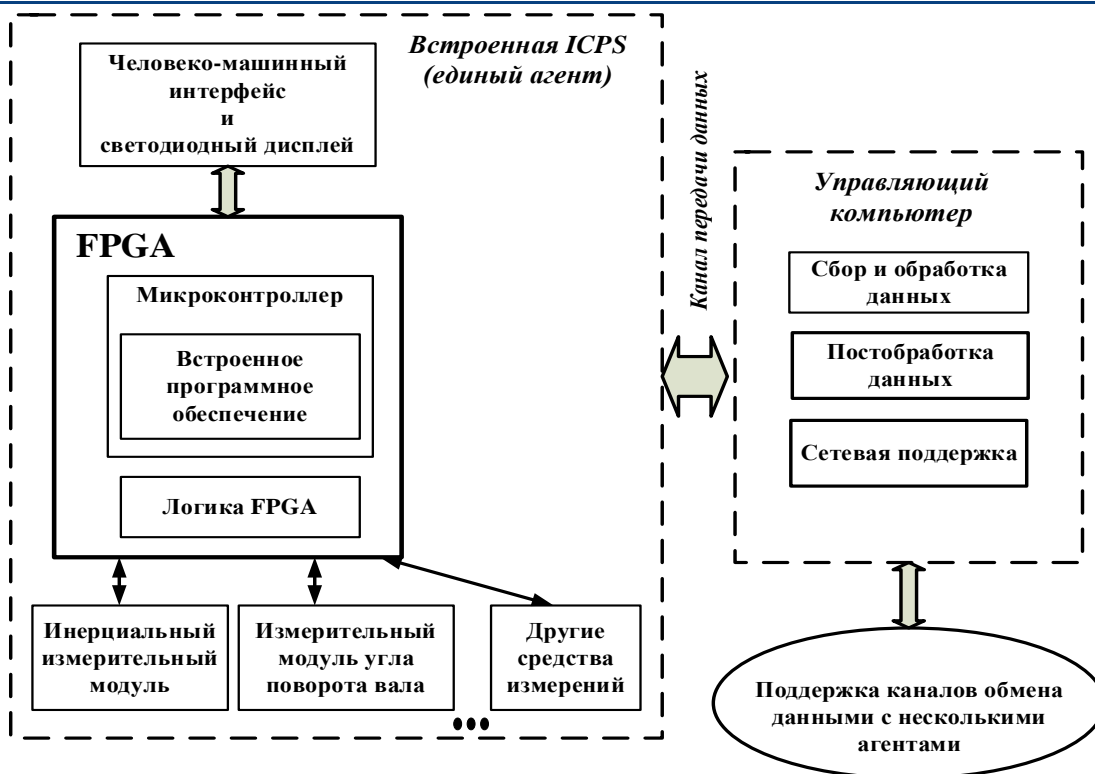 Встроенная ICPS
(единый агент)
Человеко-машинный
интерфейс
и
светодиодный дисплей
FPGA
Микроконтроллер
Встроенное
программное
обеспечение
Логика FPGA
Инерциальный
измерительный
модуль
Измерительный
модуль угла
поворота вала
Другие
средства
измерений
Канал передачи данных
Управляющий
компьютер
Сбор и обработка
данных
Постобработка
данных
Сетевая поддержка
Поддержка каналов обмена
данными с несколькими
агентами